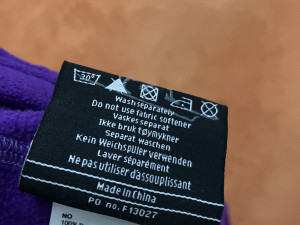 30°
Wash separately
Do not use fabric softener
Vaskes separat
Ikke bruk tøymykner
Separat waschen
Kein Weichspüler verwenden
Laver séparément
Ne pas utiliser d'assouplissant
Made in China
PO no. F13027
NO
100%